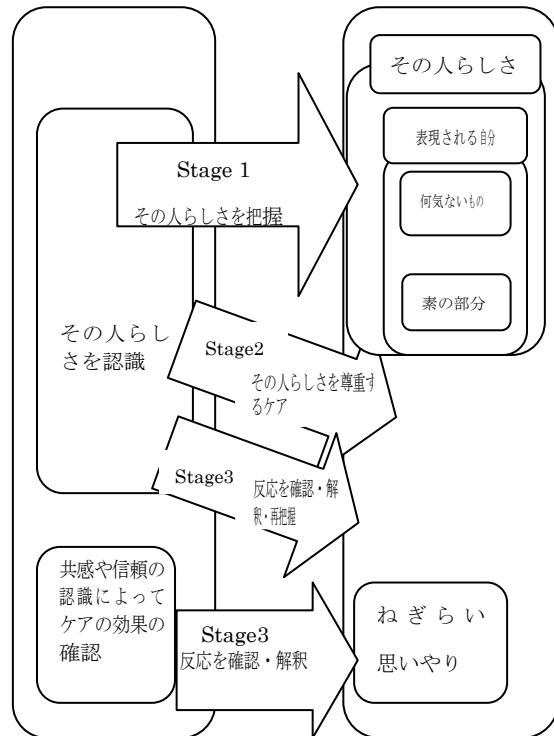 その人らしさ
表現される自分
何気ないもの
素の部分
Stage 1
その人らしさを把握
その人らし
さを認識
Stage2
その人らしさを尊重す
るケア
Stage3
反応を確認・解
釈・再把握
共感や信頼の
認識によって
ケアの効果の
確認
Stage3
反応を確認・解釈
ねぎらい
思いやり